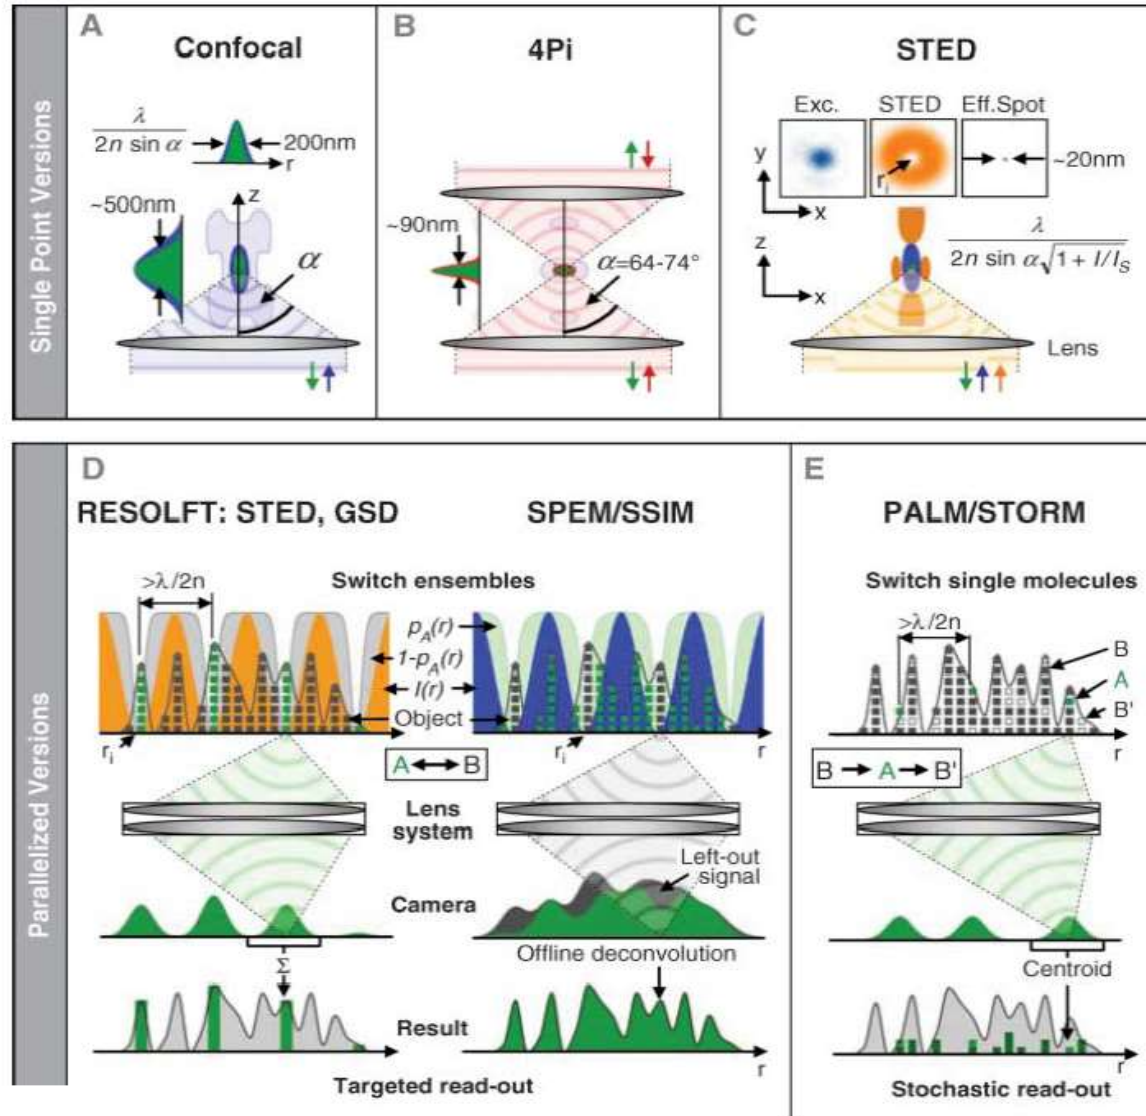 Single Point Versions
A
Confocal
λ
2n sin α
200nm
r
~500nm
z
α
B
4Pi
~90nm
α=64-74°
C
STED
Exc.
STED
Eff.Spot
y
r_i
~20nm
x
z
x
λ
2n sin α√1 + I/I_S
Lens
Parallelized Versions
D
RESOLFT: STED, GSD
SPEM/SSIM
Switch ensembles
>λ/2n
p_A(r)
1-p_A(r)
I(r)
Object
r_i
r_i
r
A B
Lens
system
Left-out
signal
Camera
Σ
Offline deconvolution
Result
r
Targeted read-out
E
PALM/STORM
Switch single molecules
>λ/2n
B
A
B'
r
B A B'
Centroid
r
Stochastic read-out